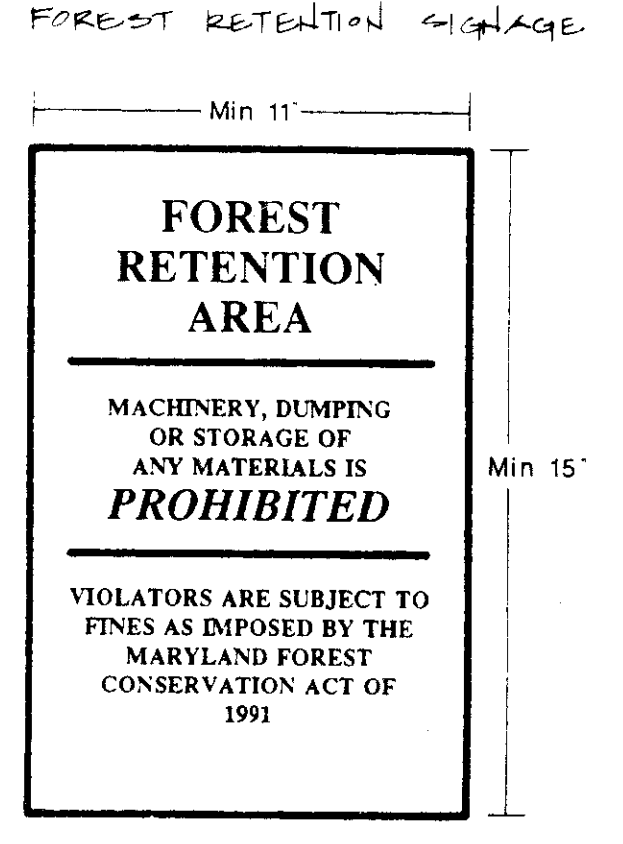 FOREST RETENTION SIGNAGE
Min 11"
FOREST
RETENTION
AREA
MACHINERY, DUMPING
OR STORAGE OF
ANY MATERIALS IS
PROHIBITED
Min 15"
VIOLATORS ARE SUBJECT TO
FINES AS IMPOSED BY THE
MARYLAND FOREST
CONSERVATION ACT OF
1991